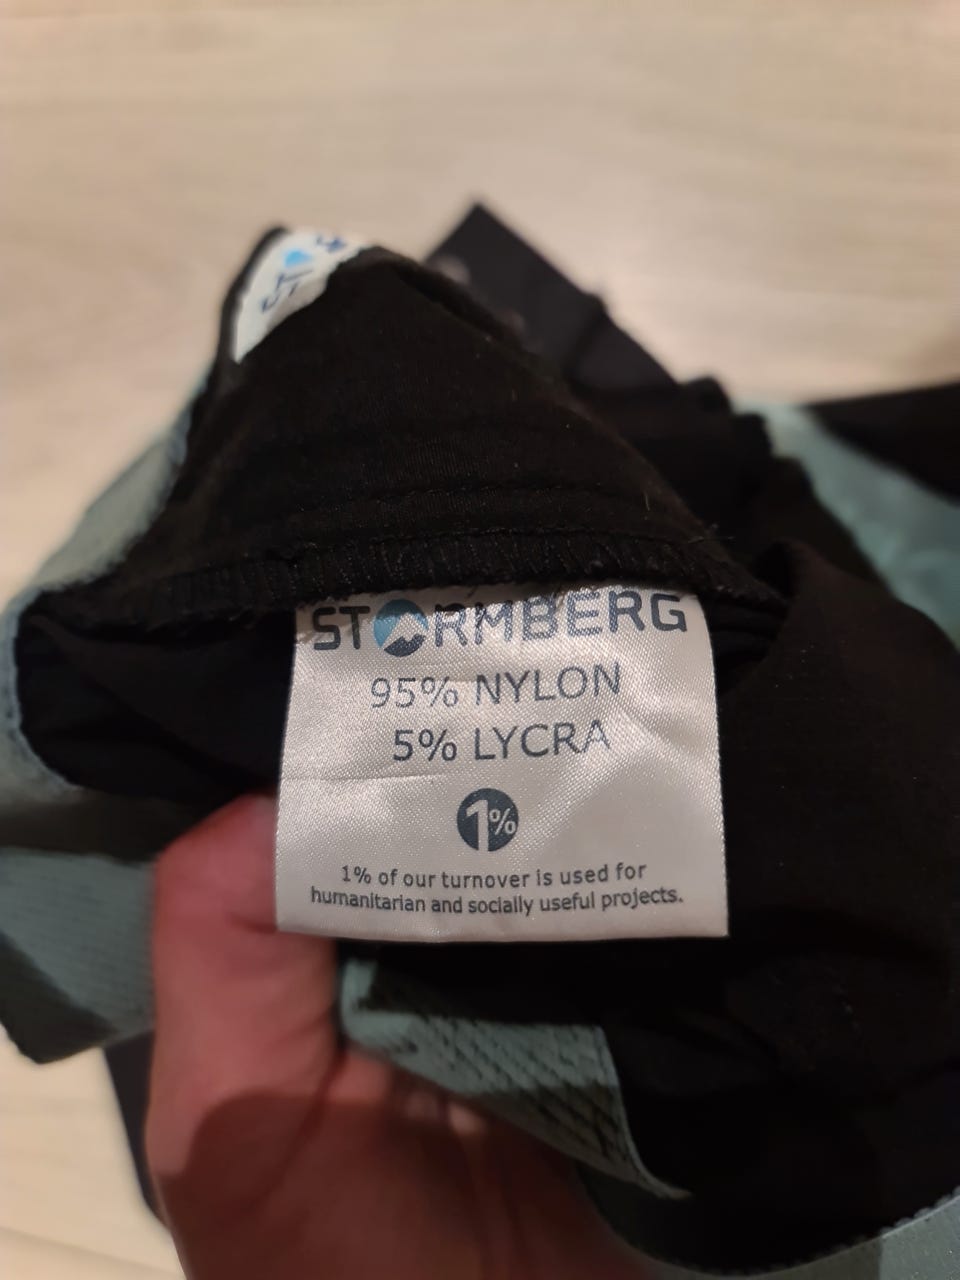 STORMBERG
95% NYLON
5% LYCRA
1%
1% of our turnover is used for
humanitarian and socially useful projects.